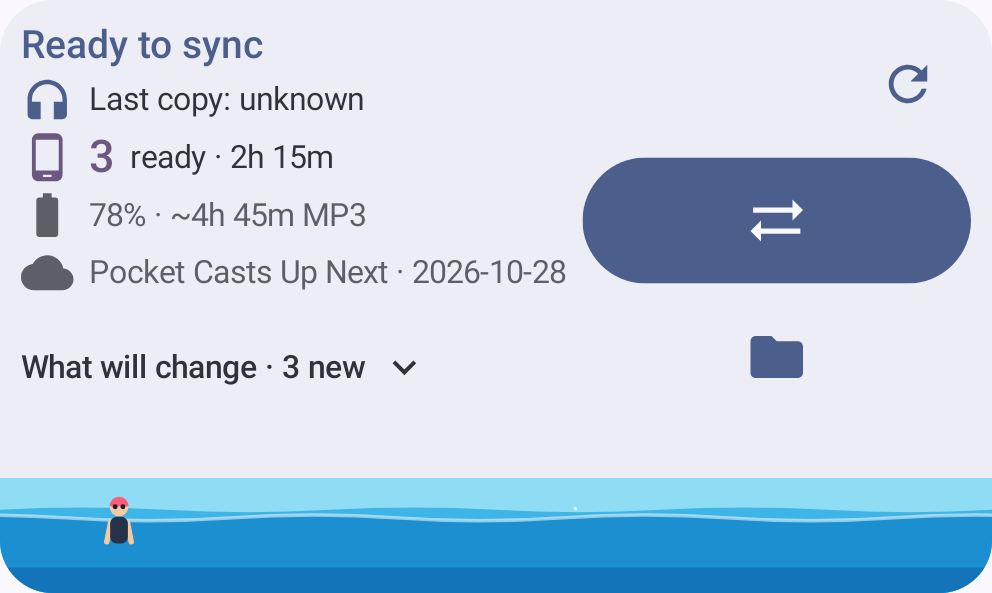 Ready to sync
Last copy: unknown
3 ready · 2h 15m
78% · ~4h 45m MP3
Pocket Casts Up Next · 2026-10-28
What will change · 3 new